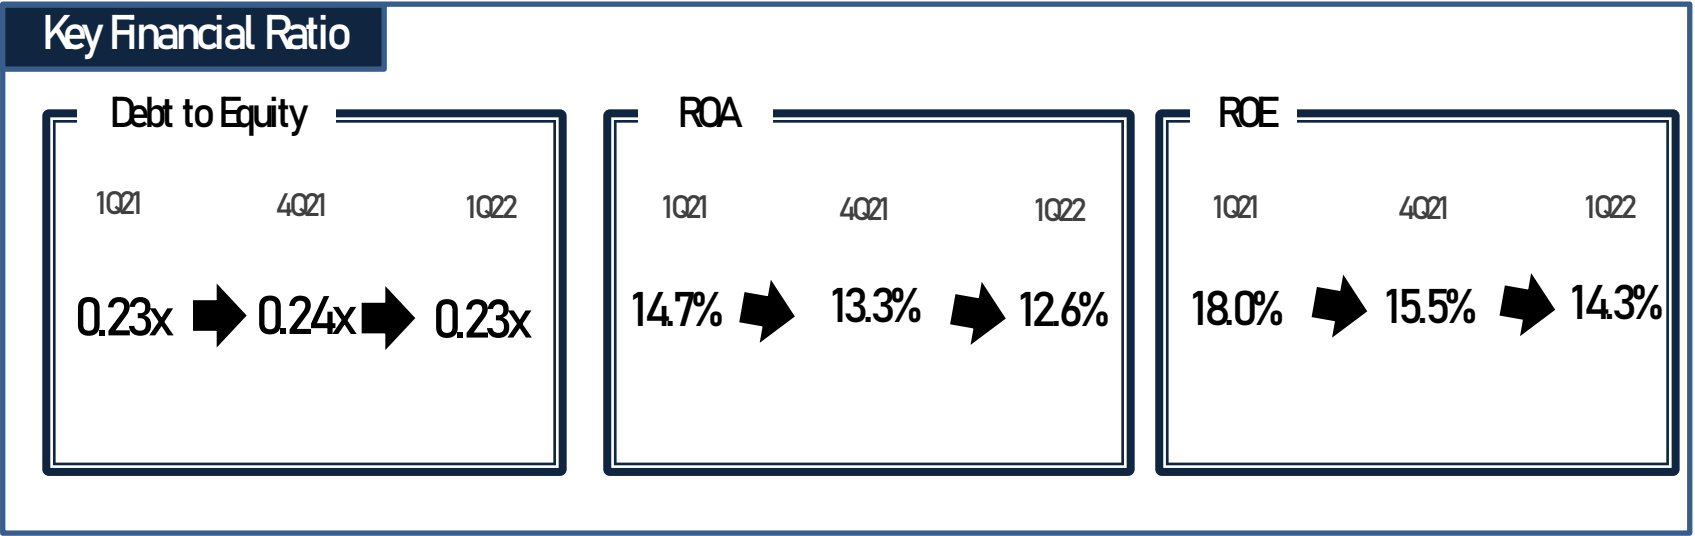 Key Financial Ratio
Debt to Equity
1Q21 4Q21 1Q22
0.23x 0.24x 0.23x
ROA
1Q21 4Q21 1Q22
14.7% 13.3% 12.6%
ROE
1Q21 4Q21 1Q22
18.0% 15.5% 14.3%